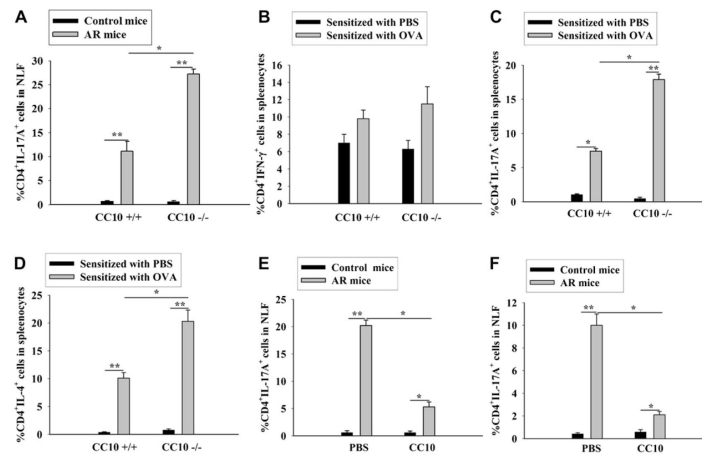 A
Control mice
AR mice
%CD4+IL-17A+ cells in NLF
30
25
20
15
10
5
0
**
*
**
CC10 +/+
CC10 -/-
B
Sensitized with PBS
Sensitized with OVA
%CD4+IFN-γ+ cells in spleenocytes
16
14
12
10
8
6
4
2
0
CC10 +/+
CC10 -/-
C
Sensitized with PBS
Sensitized with OVA
%CD4+IL-17A+ cells in spleenocytes
20
15
10
5
0
*
*
**
CC10 +/+
CC10 -/-
D
Sensitized with PBS
Sensitized with OVA
%CD4+IL-4+ cells in spleenocytes
25
20
15
10
5
0
**
*
**
CC10 +/+
CC10 -/-
E
Control mice
AR mice
%CD4+IL-17A+ cells in NLF
25
20
15
10
5
0
**
*
*
PBS
CC10
F
Control mice
AR mice
%CD4+IL-17A+ cells in NLF
12
10
8
6
4
2
0
**
*
*
PBS
CC10